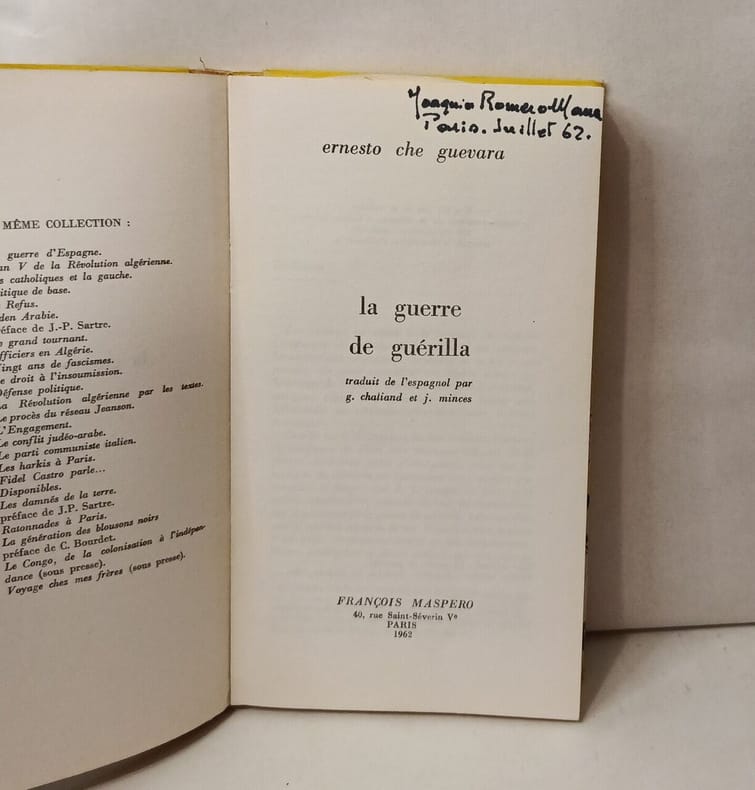 MÊME COLLECTION :
guerre d'Espagne.
an V de la Révolution algérienne.
s catholiques et la gauche.
itique de base.
Refus.
den Arabie.
éface de J.-P. Sartre.
e grand tournant.
fficiers en Algérie.
ingt ans de fascismes.
e droit à l'insoumission.
Défense politique.
La Révolution algérienne par les textes.
Le procès du réseau Jeanson.
L'Engagement.
Le conflit judéo-arabe.
Le parti communiste italien.
Les harkis à Paris.
Fidel Castro parle...
Disponibles.
Les damnés de la terre.
préface de J.P. Sartre.
Ratonnades à Paris.
La génération des blousons noirs
préface de C. Bourdet.
Le Congo, de la colonisation à l'indépen-
dance (sous presse).
Voyage chez mes frères (sous presse).
Joaquin Romero Maura
Paris. Juillet 62.
ernesto che guevara
la guerre
de guérilla
traduit de l'espagnol par
g. chaliand et j. minces
FRANÇOIS MASPERO
40, rue Saint-Séverin Ve
PARIS
1962